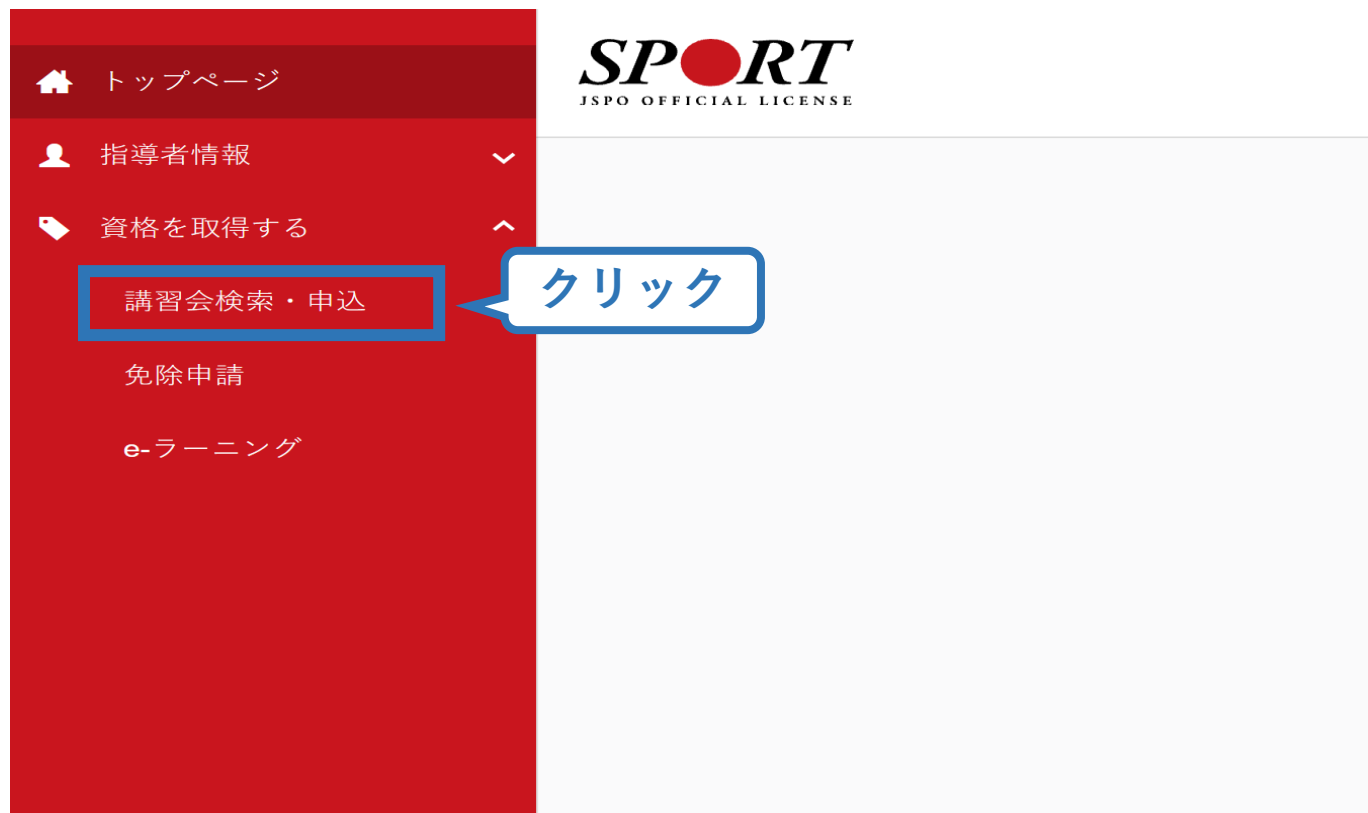 トップページ
指導者情報
資格を取得する
講習会検索・申込
免除申請
e-ラーニング
クリック
SPORT
JSPO OFFICIAL LICENSE